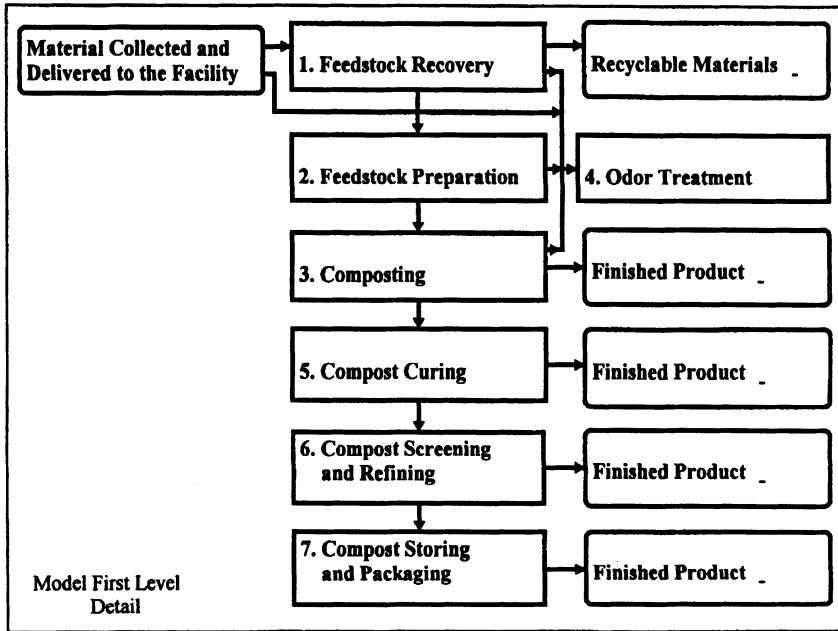 Material Collected and
Delivered to the Facility
1. Feedstock Recovery
Recyclable Materials -
2. Feedstock Preparation
4. Odor Treatment
3. Composting
Finished Product -
5. Compost Curing
Finished Product -
6. Compost Screening
and Refining
Finished Product -
7. Compost Storing
and Packaging
Finished Product -
Model First Level
Detail